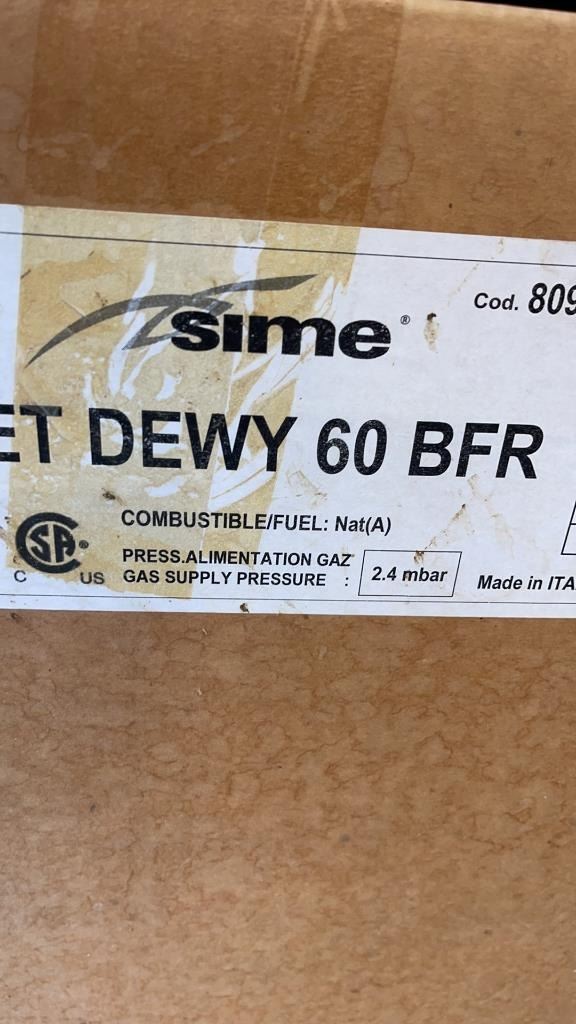 Cod. 809
sime®
ET DEWY 60 BFR
COMBUSTIBLE/FUEL: Nat(A)
PRESS.ALIMENTATION GAZ
GAS SUPPLY PRESSURE : 2.4 mbar
Made in ITA
SA®
C US